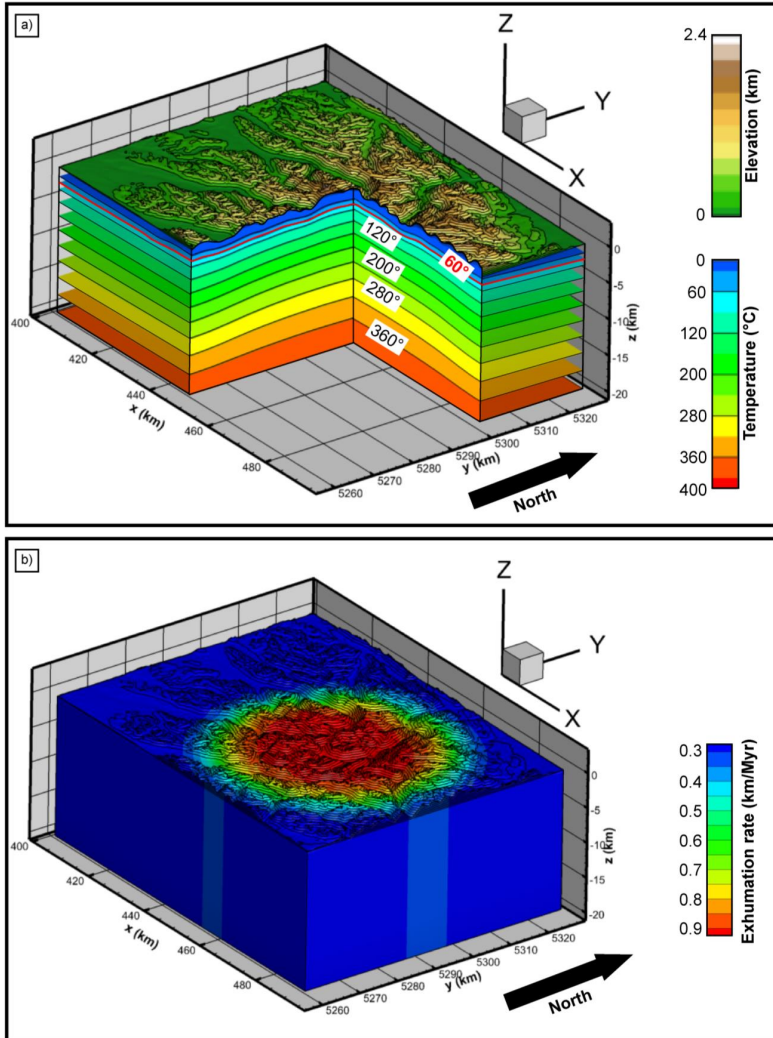 a)
Z
Y
X
2.4
0
Elevation (km)
120°
60°
200°
280°
360°
0
-5
-10
-15
-20
z (km)
0
60
120
200
280
360
400
Temperature (°C)
400
420
440
460
480
x (km)
5260
5270
5280
5290
5300
5310
5320
y (km)
North
b)
Z
Y
X
0
-5
-10
-15
-20
z (km)
0.3
0.4
0.5
0.6
0.7
0.8
0.9
Exhumation rate (km/Myr)
400
420
440
460
480
x (km)
5260
5270
5280
5290
5300
5310
5320
y (km)
North